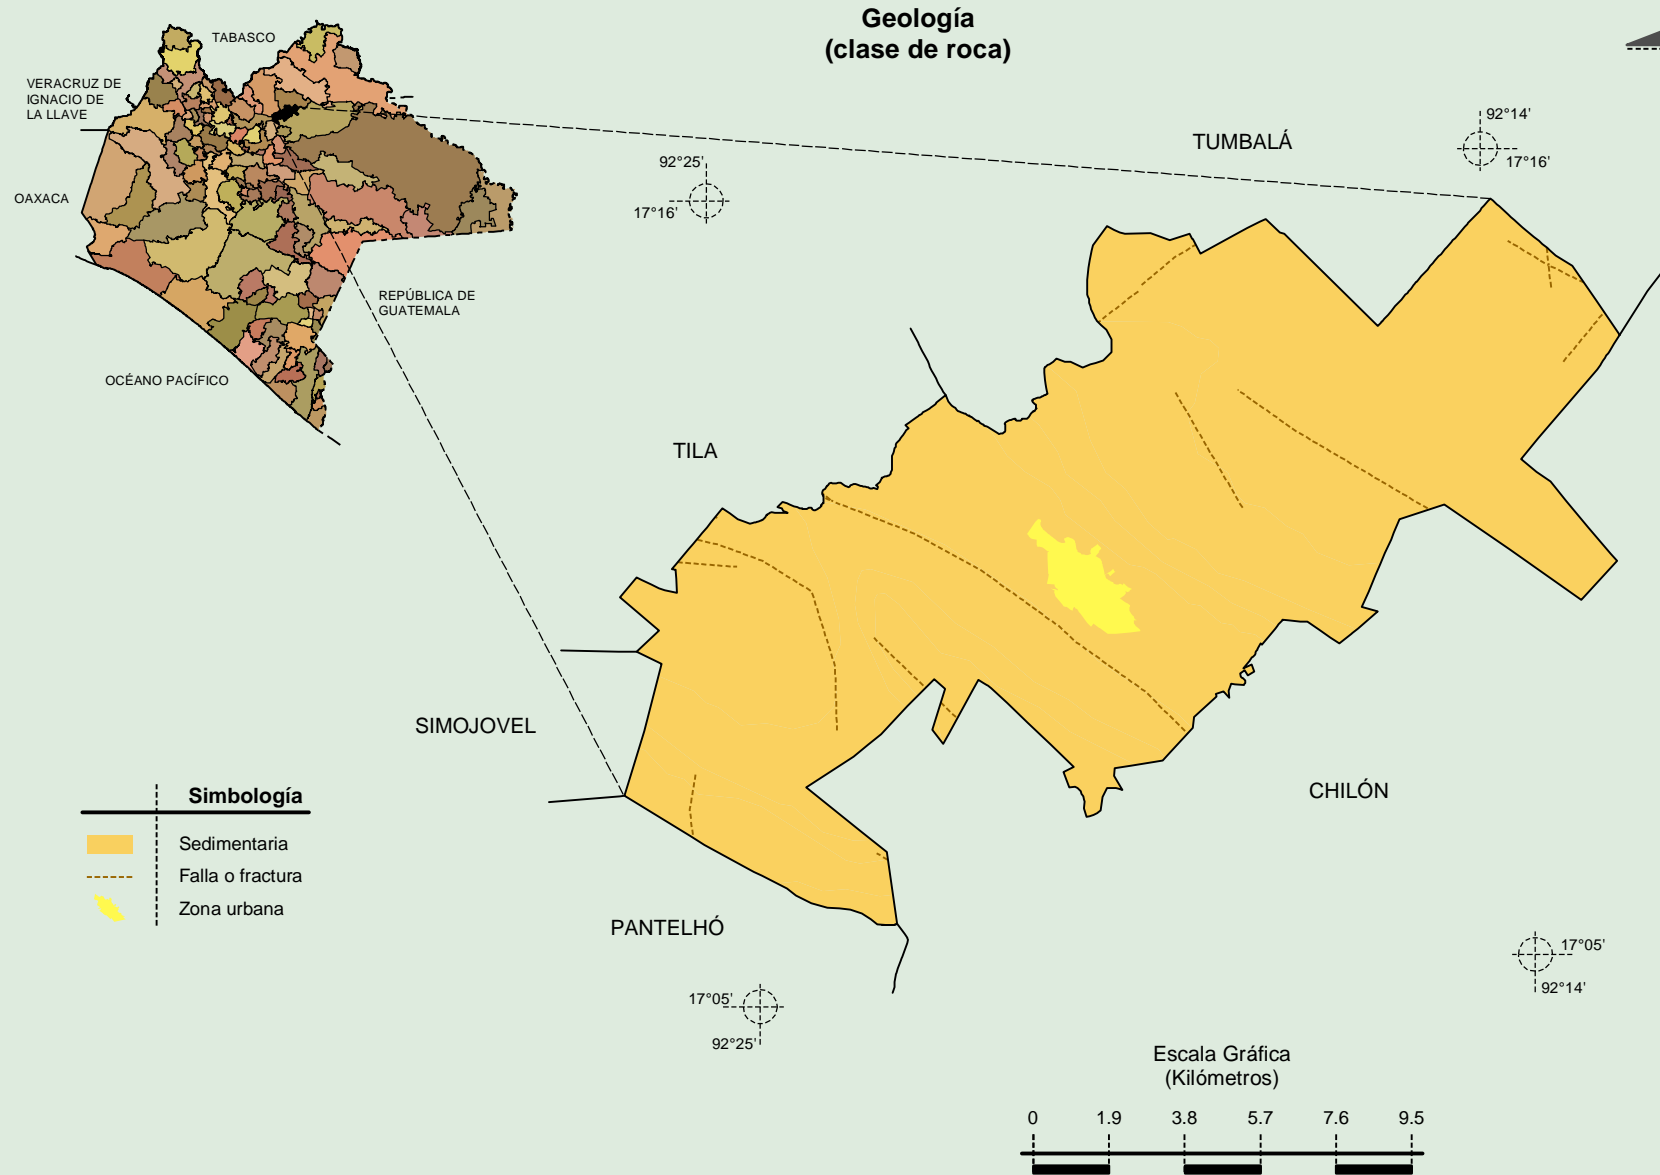 Geología
(clase de roca)
TABASCO
VERACRUZ DE
IGNACIO DE
LA LLAVE
OAXACA
REPÚBLICA DE
GUATEMALA
OCÉANO PACÍFICO
92°25'
17°16'
TUMBALÁ
92°14'
17°16'
TILA
SIMOJOVEL
CHILÓN
PANTELHÓ
Simbología
Sedimentaria
Falla o fractura
Zona urbana
17°05'
92°25'
17°05'
92°14'
Escala Gráfica
(Kilómetros)
0 1.9 3.8 5.7 7.6 9.5